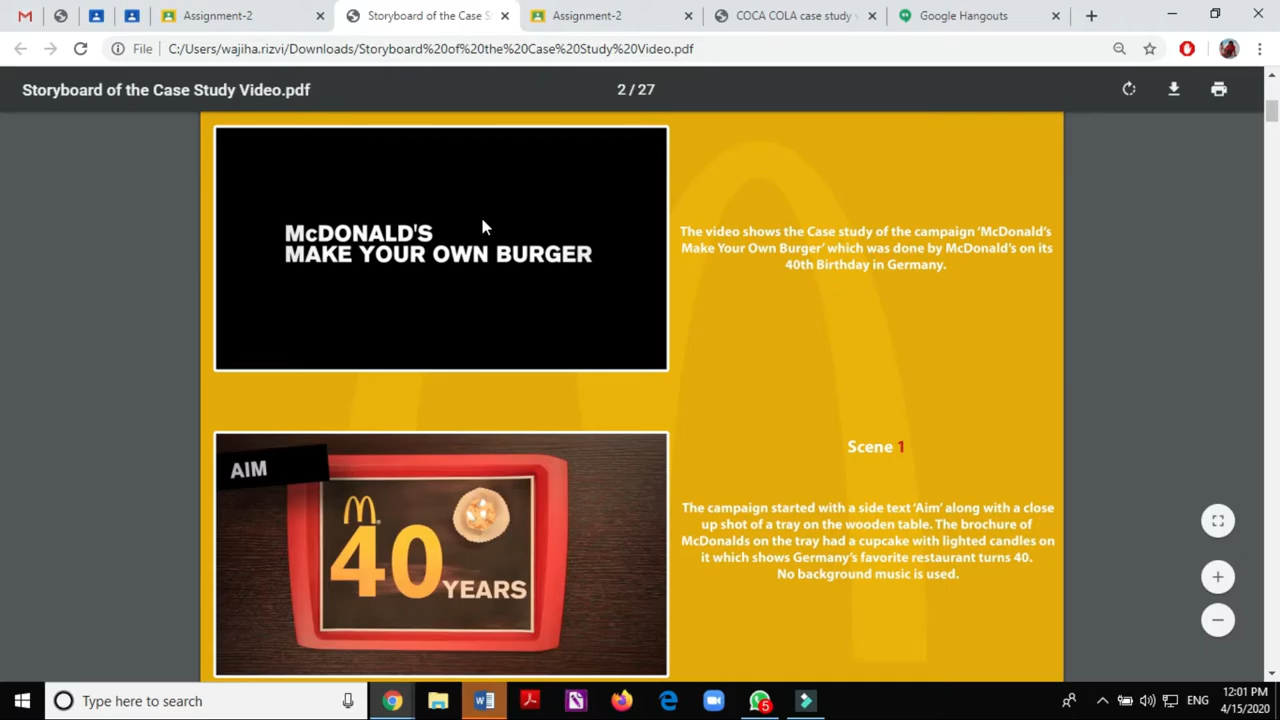 Assignment-2
Storyboard of the Case S
Assignment-2
COCA COLA case study v
Google Hangouts
File
C:/Users/wajiha.rizvi/Downloads/Storyboard%20of%20the%20Case%20Study%20Video.pdf
Storyboard of the Case Study Video.pdf
2 / 27
McDONALD'S
MAKE YOUR OWN BURGER
The video shows the Case study of the campaign ‘McDonald’s
Make Your Own Burger’ which was done by McDonald’s on its
40th Birthday in Germany.
AIM
40 YEARS
Scene 1
The campaign started with a side text ‘Aim’ along with a close
up shot of a tray on the wooden table. The brochure of
McDonalds on the tray had a cupcake with lighted candles on
it which shows Germany’s favorite restaurant turns 40.
No background music is used.
Type here to search
5
ENG
12:01 PM
4/15/2020